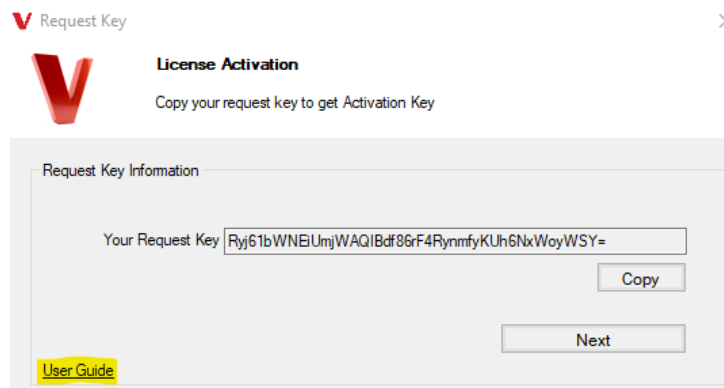 Request Key
License Activation
Copy your request key to get Activation Key
Request Key Information
Your Request Key Ryj61bWNEiUmjWAQIBdf86rF4RynmfyKUh6NxWoyWSY=
Copy
Next
User Guide